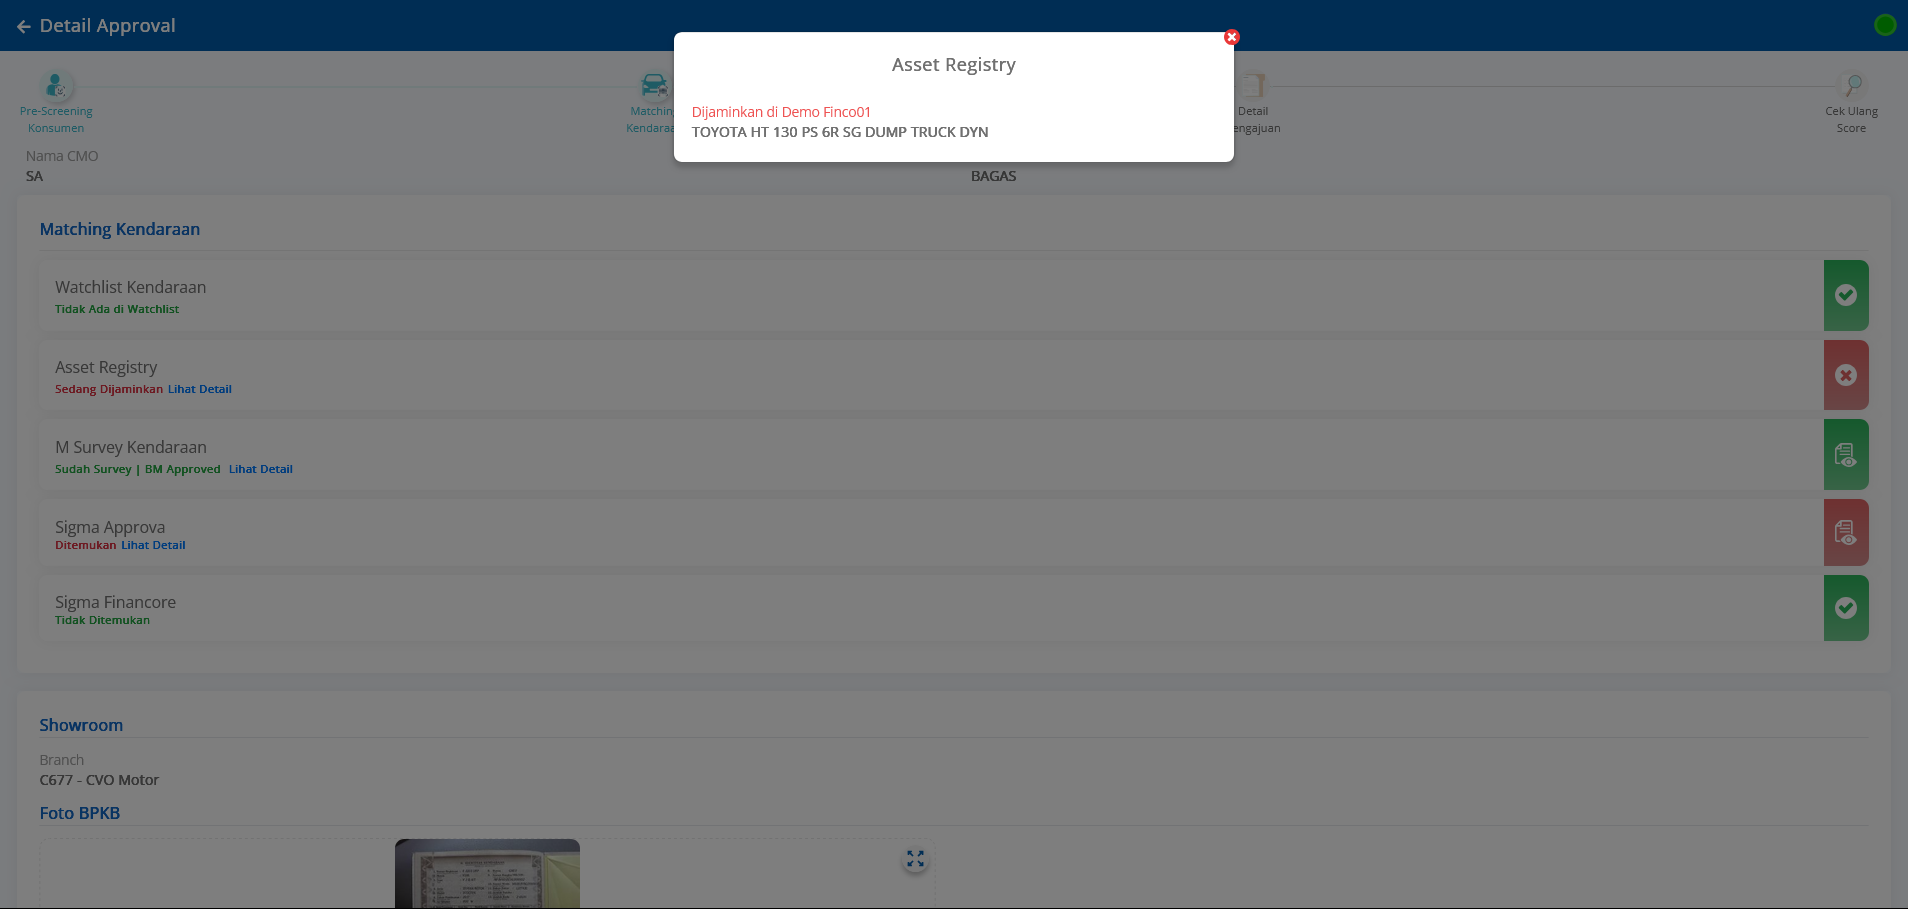 Detail Approval
Asset Registry
Dijaminkan di Demo Finco01
TOYOTA HT 130 PS 6R SG DUMP TRUCK DYN
Pre-Screening
Konsumen
Matching
Detail
Cek Ulang
Score
Nama CMO
SA
BAGAS
Matching Kendaraan
Watchlist Kendaraan
Tidak Ada di Watchlist
Asset Registry
Sedang Dijaminkan Lihat Detail
M Survey Kendaraan
Sudah Survey | BM Approved Lihat Detail
Sigma Approva
Ditemukan Lihat Detail
Sigma Financore
Tidak Ditemukan
Showroom
Branch
C677 - CVO Motor
Foto BPKB